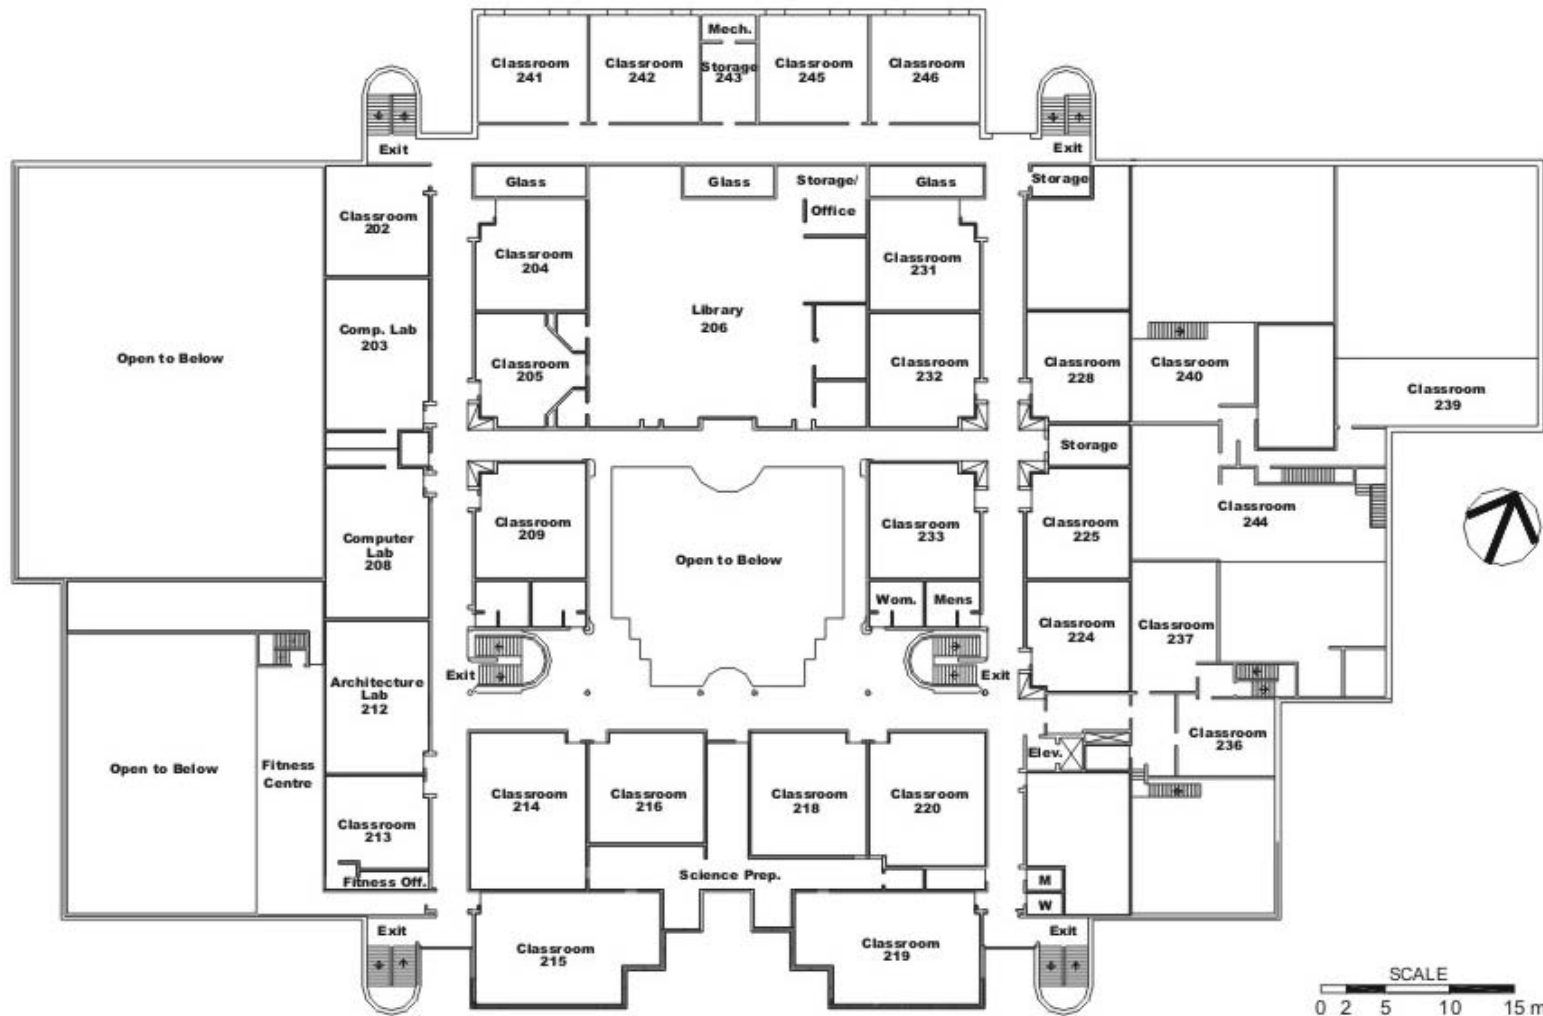 Mech.
Classroom
241
Classroom
242
Storage
243
Classroom
245
Classroom
246
Exit
Exit
Glass
Glass
Storage/
Office
Glass
Storage
Classroom
202
Classroom
204
Classroom
231
Comp. Lab
203
Library
206
Open to Below
Classroom
205
Classroom
232
Classroom
228
Classroom
240
Classroom
239
Storage
Classroom
209
Classroom
233
Classroom
225
Classroom
244
Computer
Lab
208
Open to Below
Wom.
Mens
Classroom
224
Classroom
237
Architecture
Lab
212
Exit
Exit
Classroom
236
Elev.
Open to Below
Fitness
Centre
Classroom
214
Classroom
216
Classroom
218
Classroom
220
Classroom
213
Fitness Off.
Science Prep.
M
W
Exit
Exit
Classroom
215
Classroom
219
SCALE
0 2 5 10 15 m